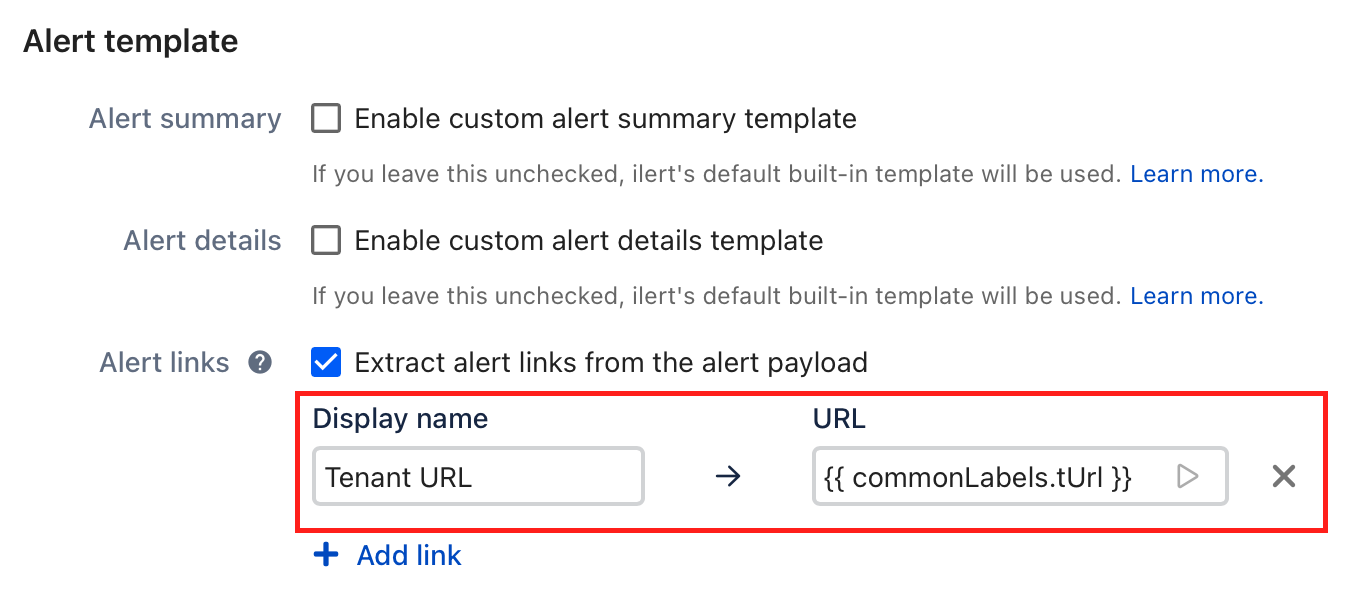 Alert template
Alert summary Enable custom alert summary template
If you leave this unchecked, ilert's default built-in template will be used. Learn more.
Alert details Enable custom alert details template
If you leave this unchecked, ilert's default built-in template will be used. Learn more.
Alert links ? Extract alert links from the alert payload
Display name URL
Tenant URL → {{ commonLabels.tUrl }}
+ Add link